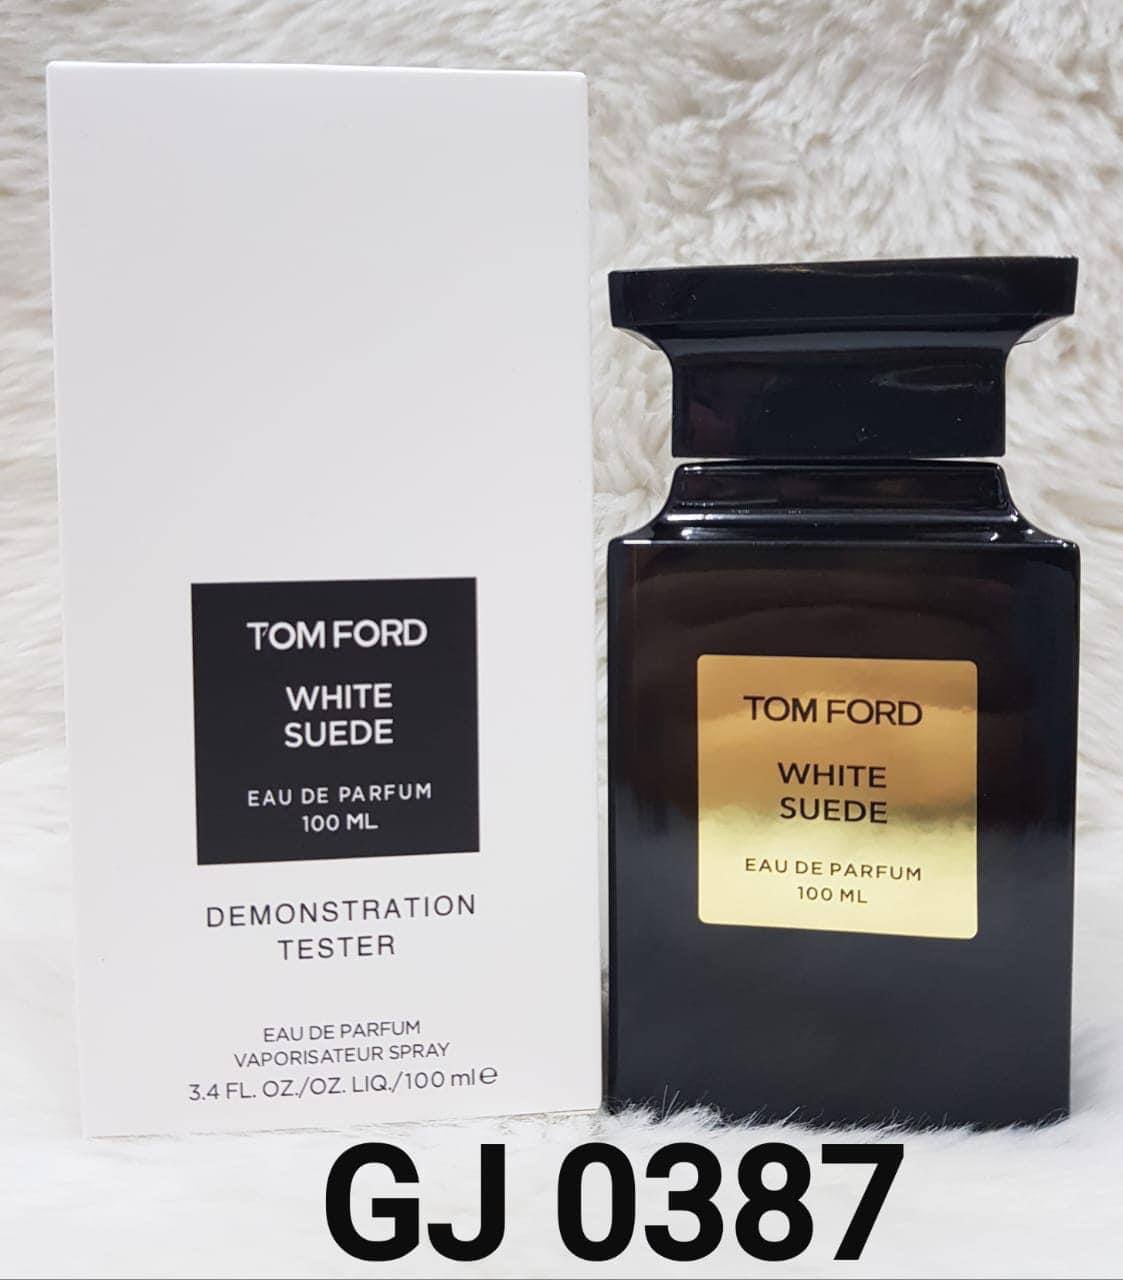 TOM FORD
WHITE
SUEDE
EAU DE PARFUM
100 ML
DEMONSTRATION
TESTER
EAU DE PARFUM
VAPORISATEUR SPRAY
3.4 FL. OZ./OZ. LIQ./100 ml e
TOM FORD
WHITE
SUEDE
EAU DE PARFUM
100 ML
GJ 0387